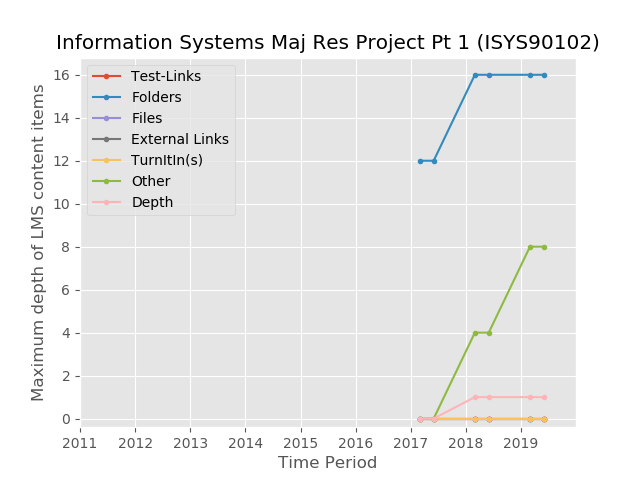 Information Systems Maj Res Project Pt 1 (ISYS90102)
Maximum depth of LMS content items
16
14
12
10
8
6
4
2
0
Test-Links
Folders
Files
External Links
TurnItIn(s)
Other
Depth
2011 2012 2013 2014 2015 2016 2017 2018 2019
Time Period